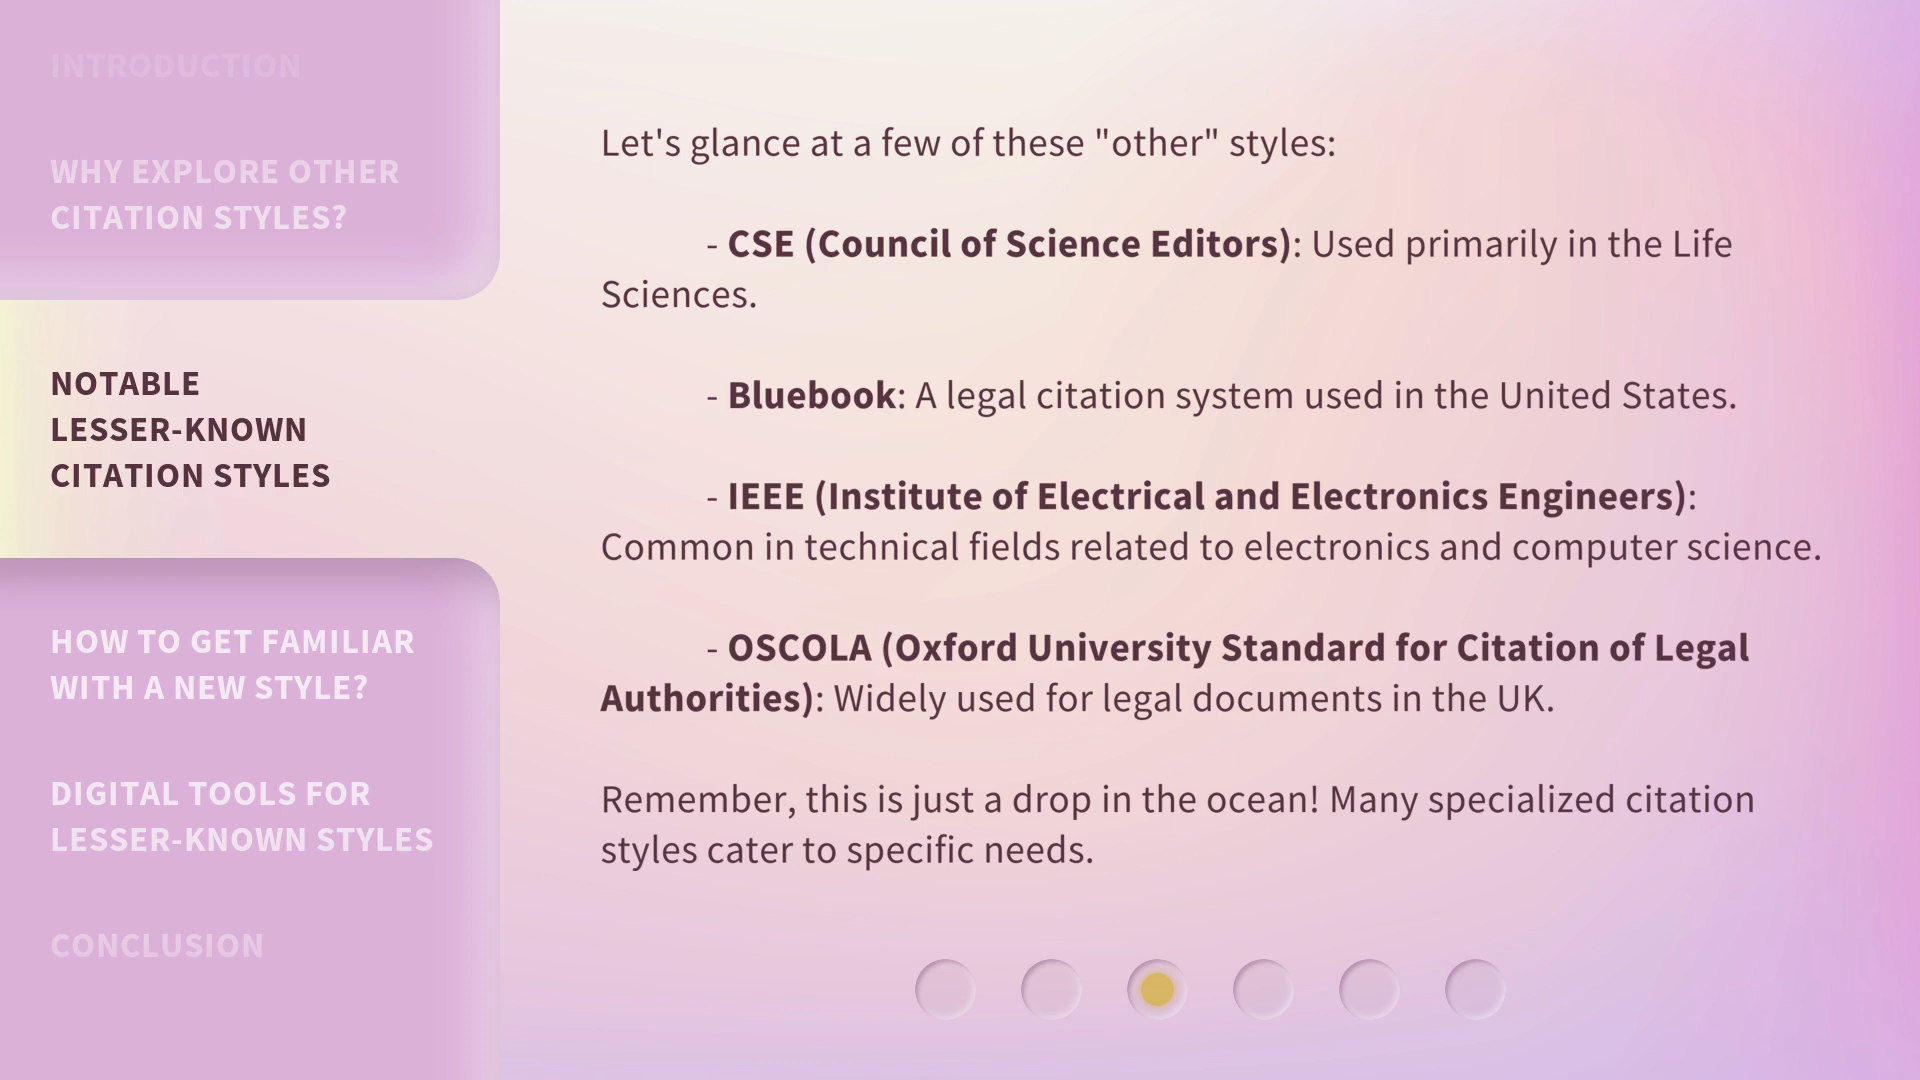 INTRODUCTION
WHY EXPLORE OTHER
CITATION STYLES?
NOTABLE
LESSER-KNOWN
CITATION STYLES
HOW TO GET FAMILIAR
WITH A NEW STYLE?
DIGITAL TOOLS FOR
LESSER-KNOWN STYLES
CONCLUSION
Let's glance at a few of these "other" styles:
- CSE (Council of Science Editors): Used primarily in the Life
Sciences.
- Bluebook: A legal citation system used in the United States.
- IEEE (Institute of Electrical and Electronics Engineers):
Common in technical fields related to electronics and computer science.
- OSCOLA (Oxford University Standard for Citation of Legal
Authorities): Widely used for legal documents in the UK.
Remember, this is just a drop in the ocean! Many specialized citation
styles cater to specific needs.